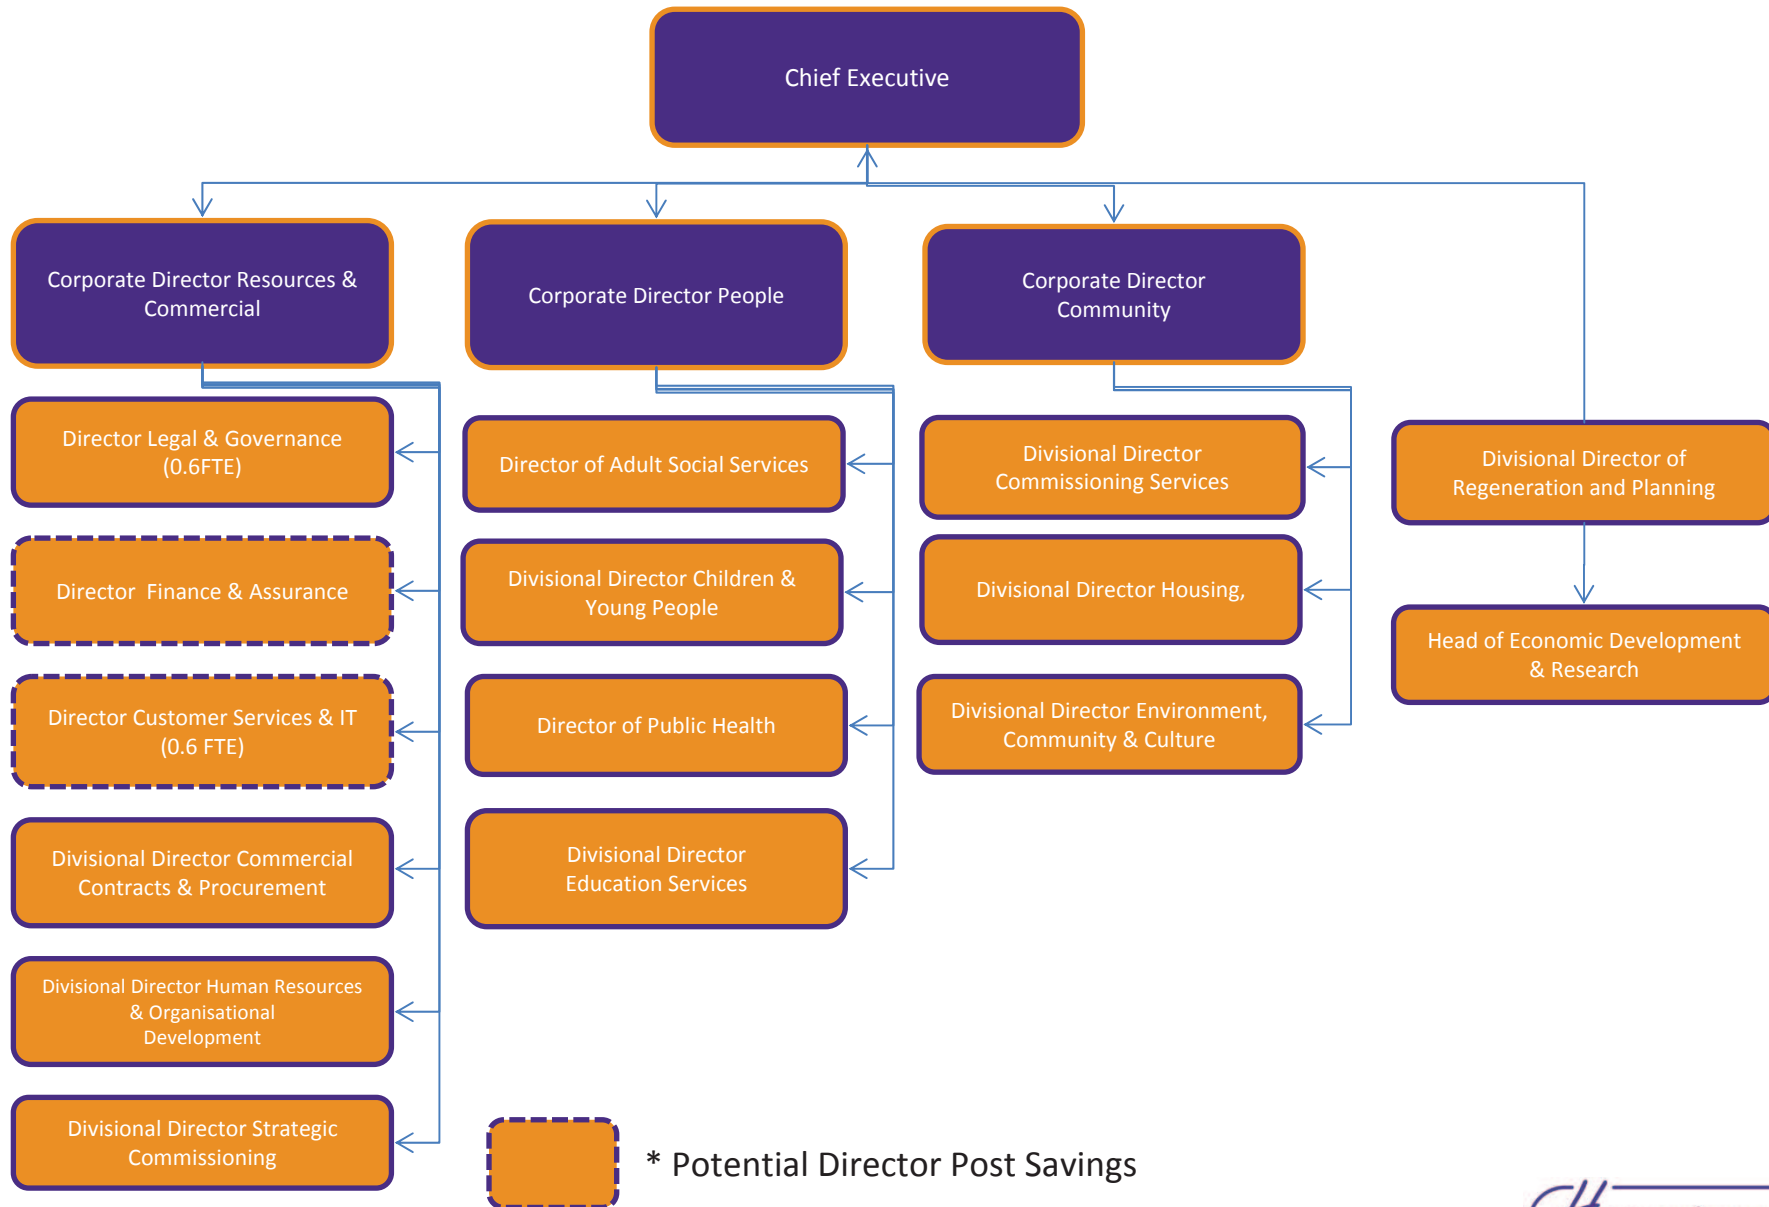 Chief Executive
Corporate Director Resources &
Commercial
Corporate Director People
Corporate Director
Community
Director Legal & Governance
(0.6FTE)
Director Finance & Assurance
Director Customer Services & IT
(0.6 FTE)
Divisional Director Commercial
Contracts & Procurement
Divisional Director Human Resources
& Organisational
Development
Divisional Director Strategic
Commissioning
Director of Adult Social Services
Divisional Director Children &
Young People
Director of Public Health
Divisional Director
Education Services
Divisional Director
Commissioning Services
Divisional Director Housing,
Divisional Director Environment,
Community & Culture
Divisional Director of
Regeneration and Planning
Head of Economic Development
& Research
* Potential Director Post Savings